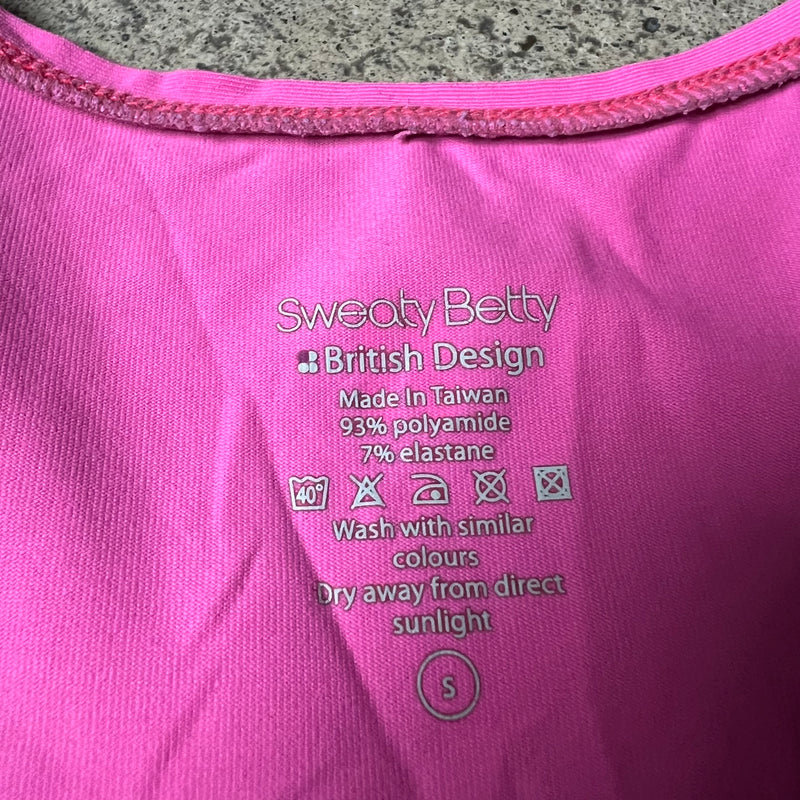 Sweaty Betty
British Design
Made In Taiwan
93% polyamide
7% elastane
40°
Wash with similar
colours
Dry away from direct
sunlight
S